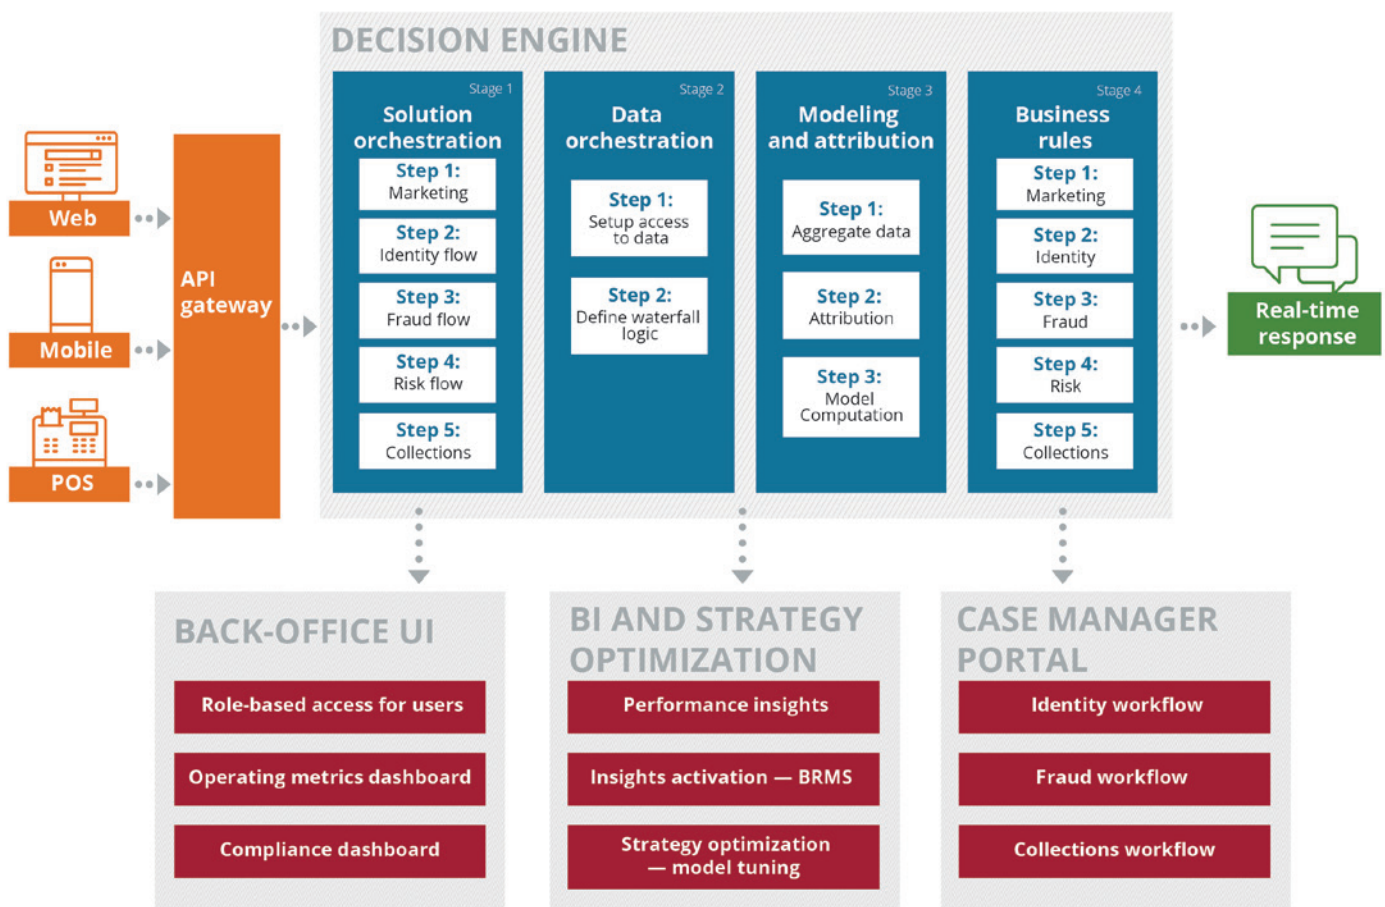 DECISION ENGINE
Stage 1
Solution
orchestration
Step 1:
Marketing
Step 2:
Identity flow
Step 3:
Fraud flow
Step 4:
Risk flow
Step 5:
Collections
Stage 2
Data
orchestration
Step 1:
Setup access
to data
Step 2:
Define waterfall
logic
Stage 3
Modeling
and attribution
Step 1:
Aggregate data
Step 2:
Attribution
Step 3:
Model
Computation
Stage 4
Business
rules
Step 1:
Marketing
Step 2:
Identity
Step 3:
Fraud
Step 4:
Risk
Step 5:
Collections
Web
Mobile
POS
API
gateway
Real-time
response
BACK-OFFICE UI
Role-based access for users
Operating metrics dashboard
Compliance dashboard
BI AND STRATEGY
OPTIMIZATION
Performance insights
Insights activation — BRMS
Strategy optimization
— model tuning
CASE MANAGER
PORTAL
Identity workflow
Fraud workflow
Collections workflow